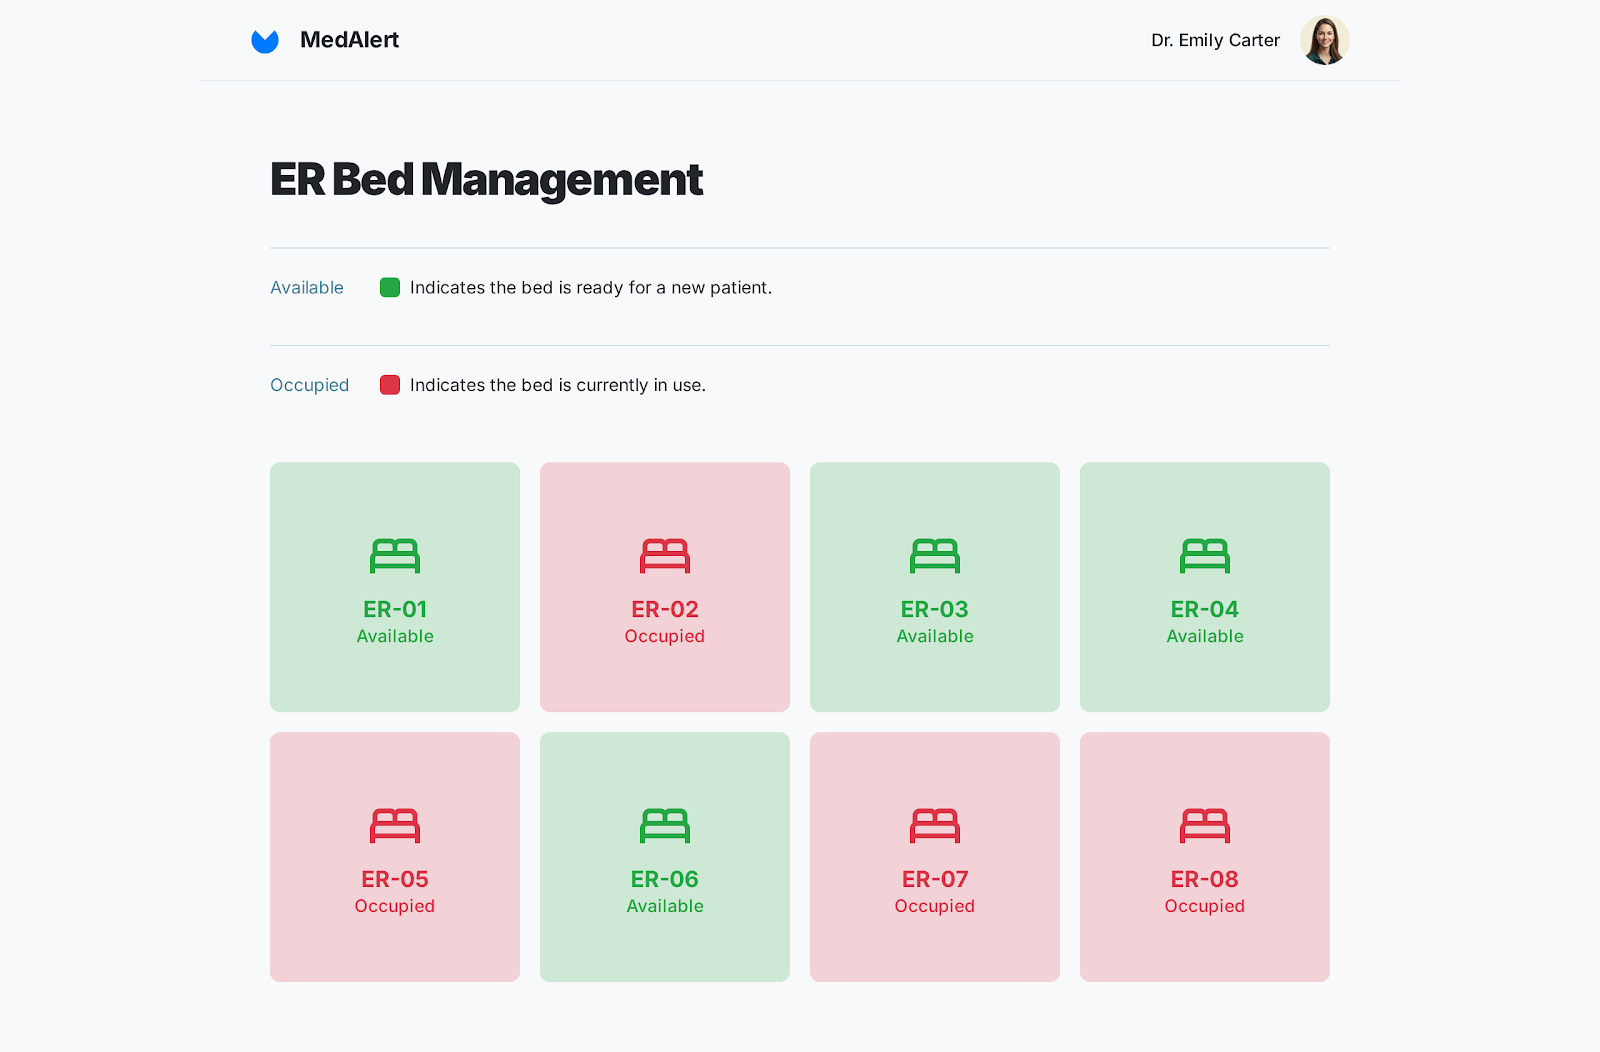 MedAlert
Dr. Emily Carter
ER Bed Management
Available
Indicates the bed is ready for a new patient.
Occupied
Indicates the bed is currently in use.
ER-01
Available
ER-02
Occupied
ER-03
Available
ER-04
Available
ER-05
Occupied
ER-06
Available
ER-07
Occupied
ER-08
Occupied